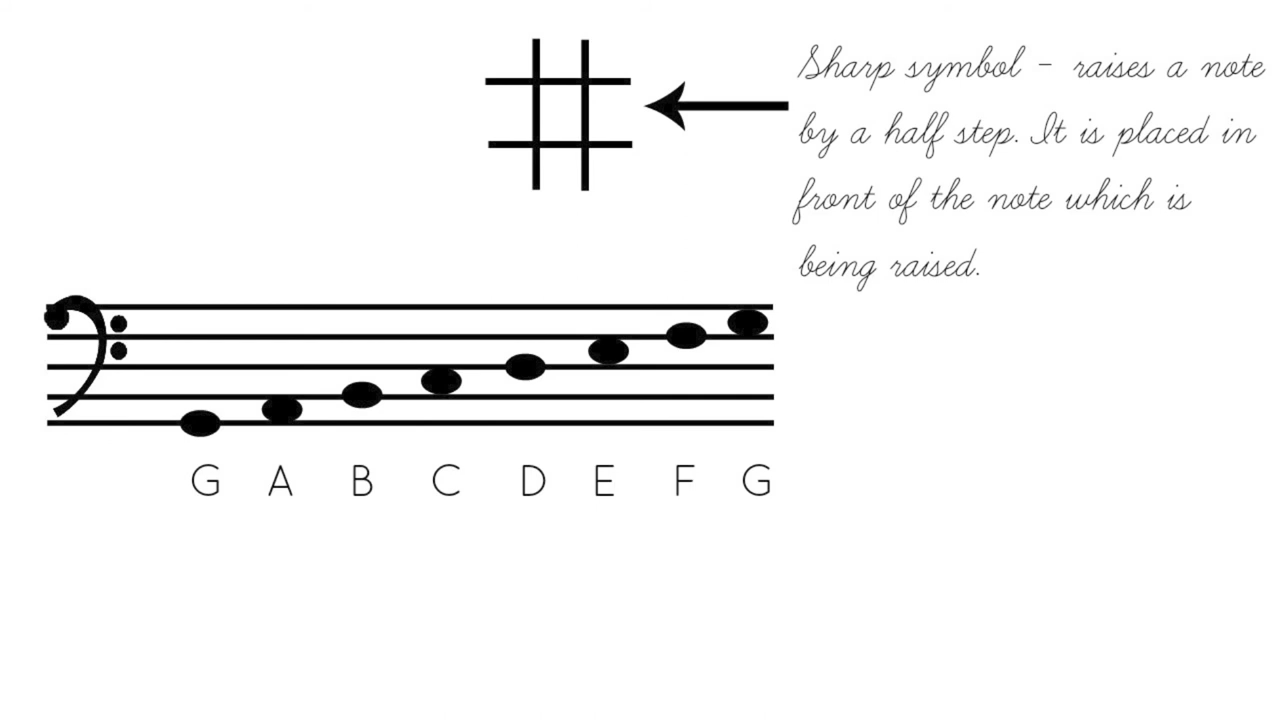 Sharp symbol - raises a note
by a half step. It is placed in
front of the note which is
being raised.
G A B C D E F G